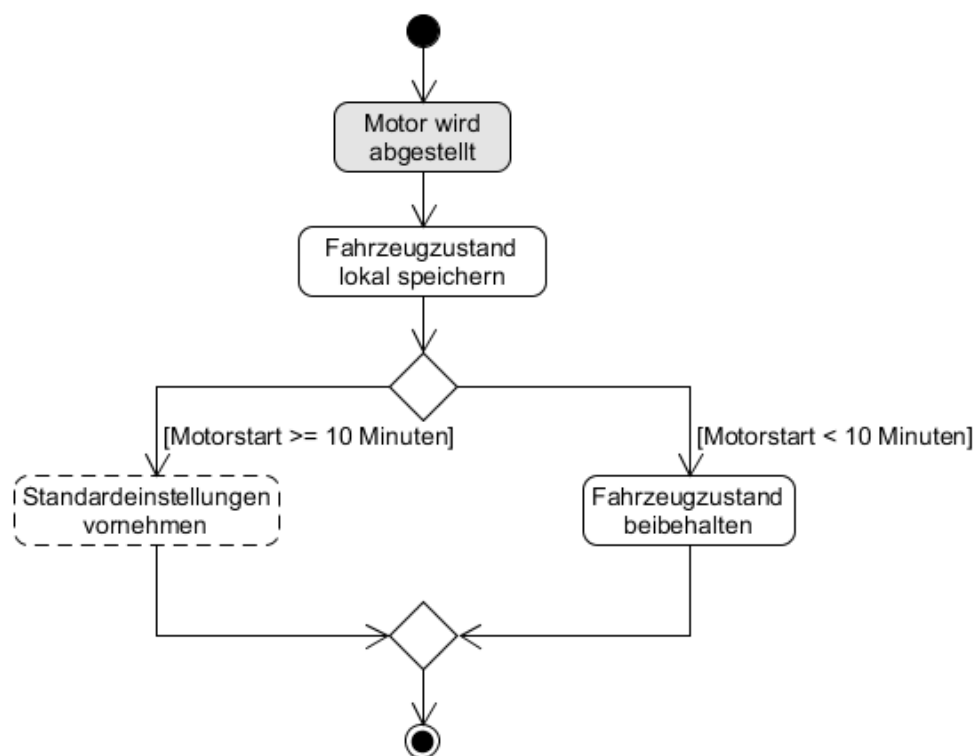 Motor wird
abgestellt
Fahrzeugzustand
lokal speichern
[Motorstart >= 10 Minuten]
[Motorstart < 10 Minuten]
Standardeinstellungen
vornehmen
Fahrzeugzustand
beibehalten